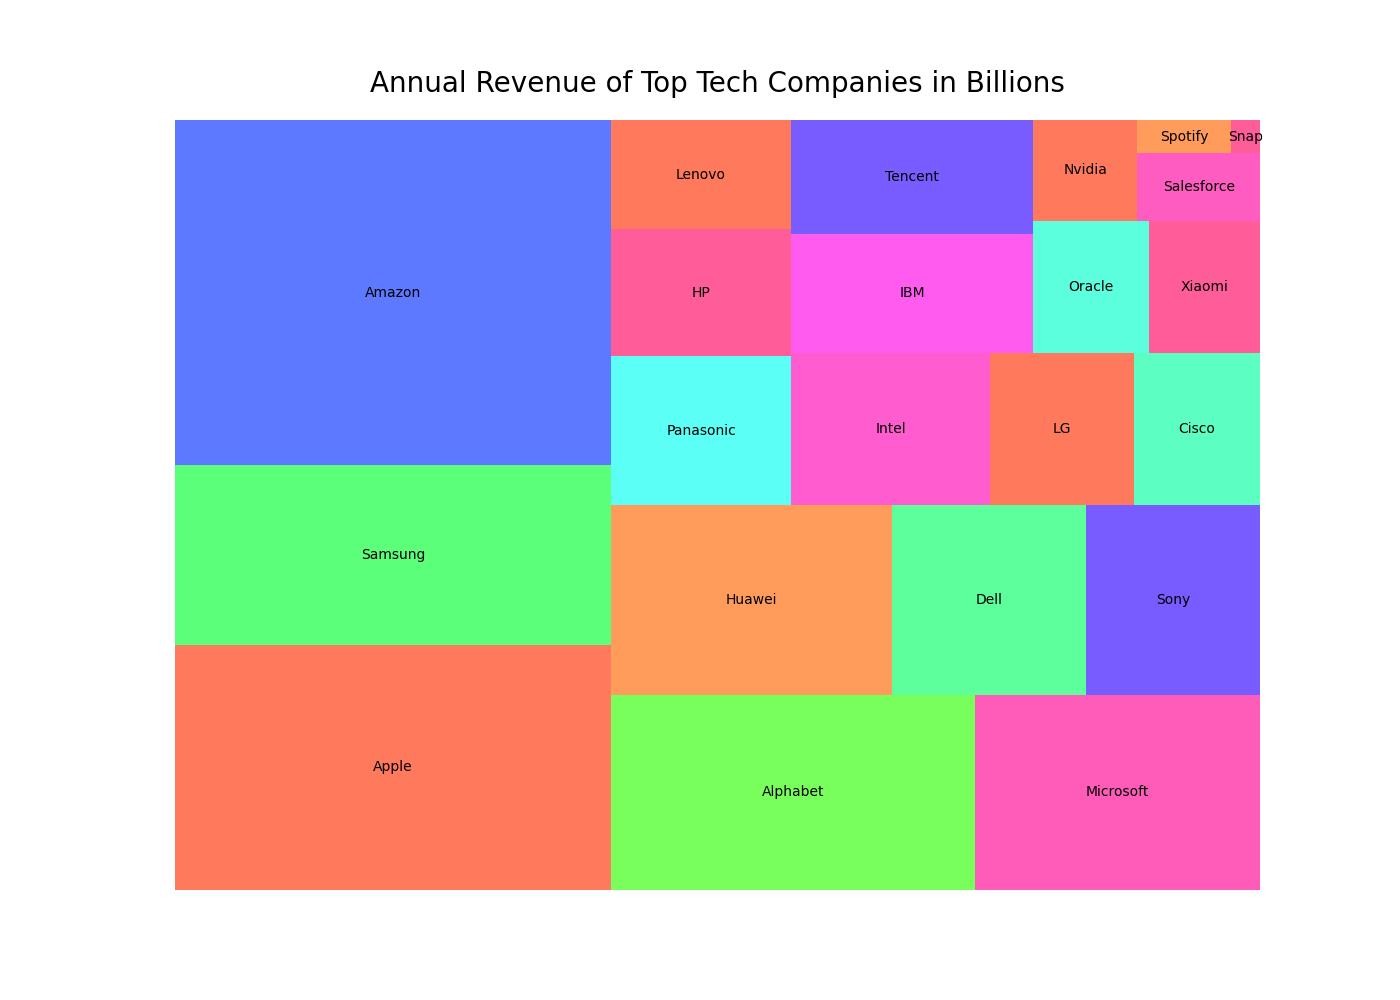 Annual Revenue of Top Tech Companies in Billions
Spotify
Snap
Nvidia
Lenovo
Tencent
Salesforce
Amazon
HP
IBM
Oracle
Xiaomi
Panasonic
Intel
LG
Cisco
Samsung
Huawei
Dell
Sony
Apple
Alphabet
Microsoft